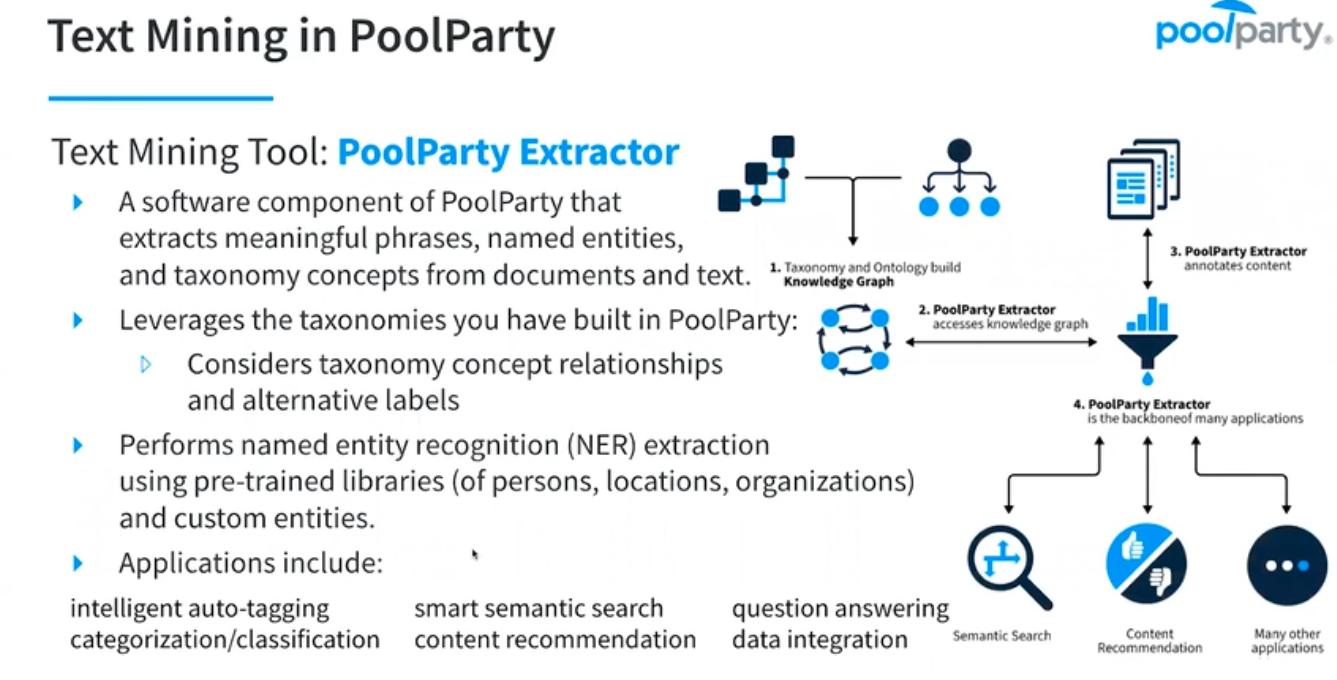 Text Mining in PoolParty
poolparty®
Text Mining Tool: PoolParty Extractor
A software component of PoolParty that
extracts meaningful phrases, named entities,
and taxonomy concepts from documents and text.
Leverages the taxonomies you have built in PoolParty:
Considers taxonomy concept relationships
and alternative labels
Performs named entity recognition (NER) extraction
using pre-trained libraries (of persons, locations, organizations)
and custom entities.
Applications include:
intelligent auto-tagging
categorization/classification
smart semantic search
content recommendation
question answering
data integration
1. Taxonomy and Ontology build
Knowledge Graph
2. PoolParty Extractor
accesses knowledge graph
3. PoolParty Extractor
annotates content
4. PoolParty Extractor
is the backboneof many applications
Semantic Search
Content
Recommendation
Many other
applications